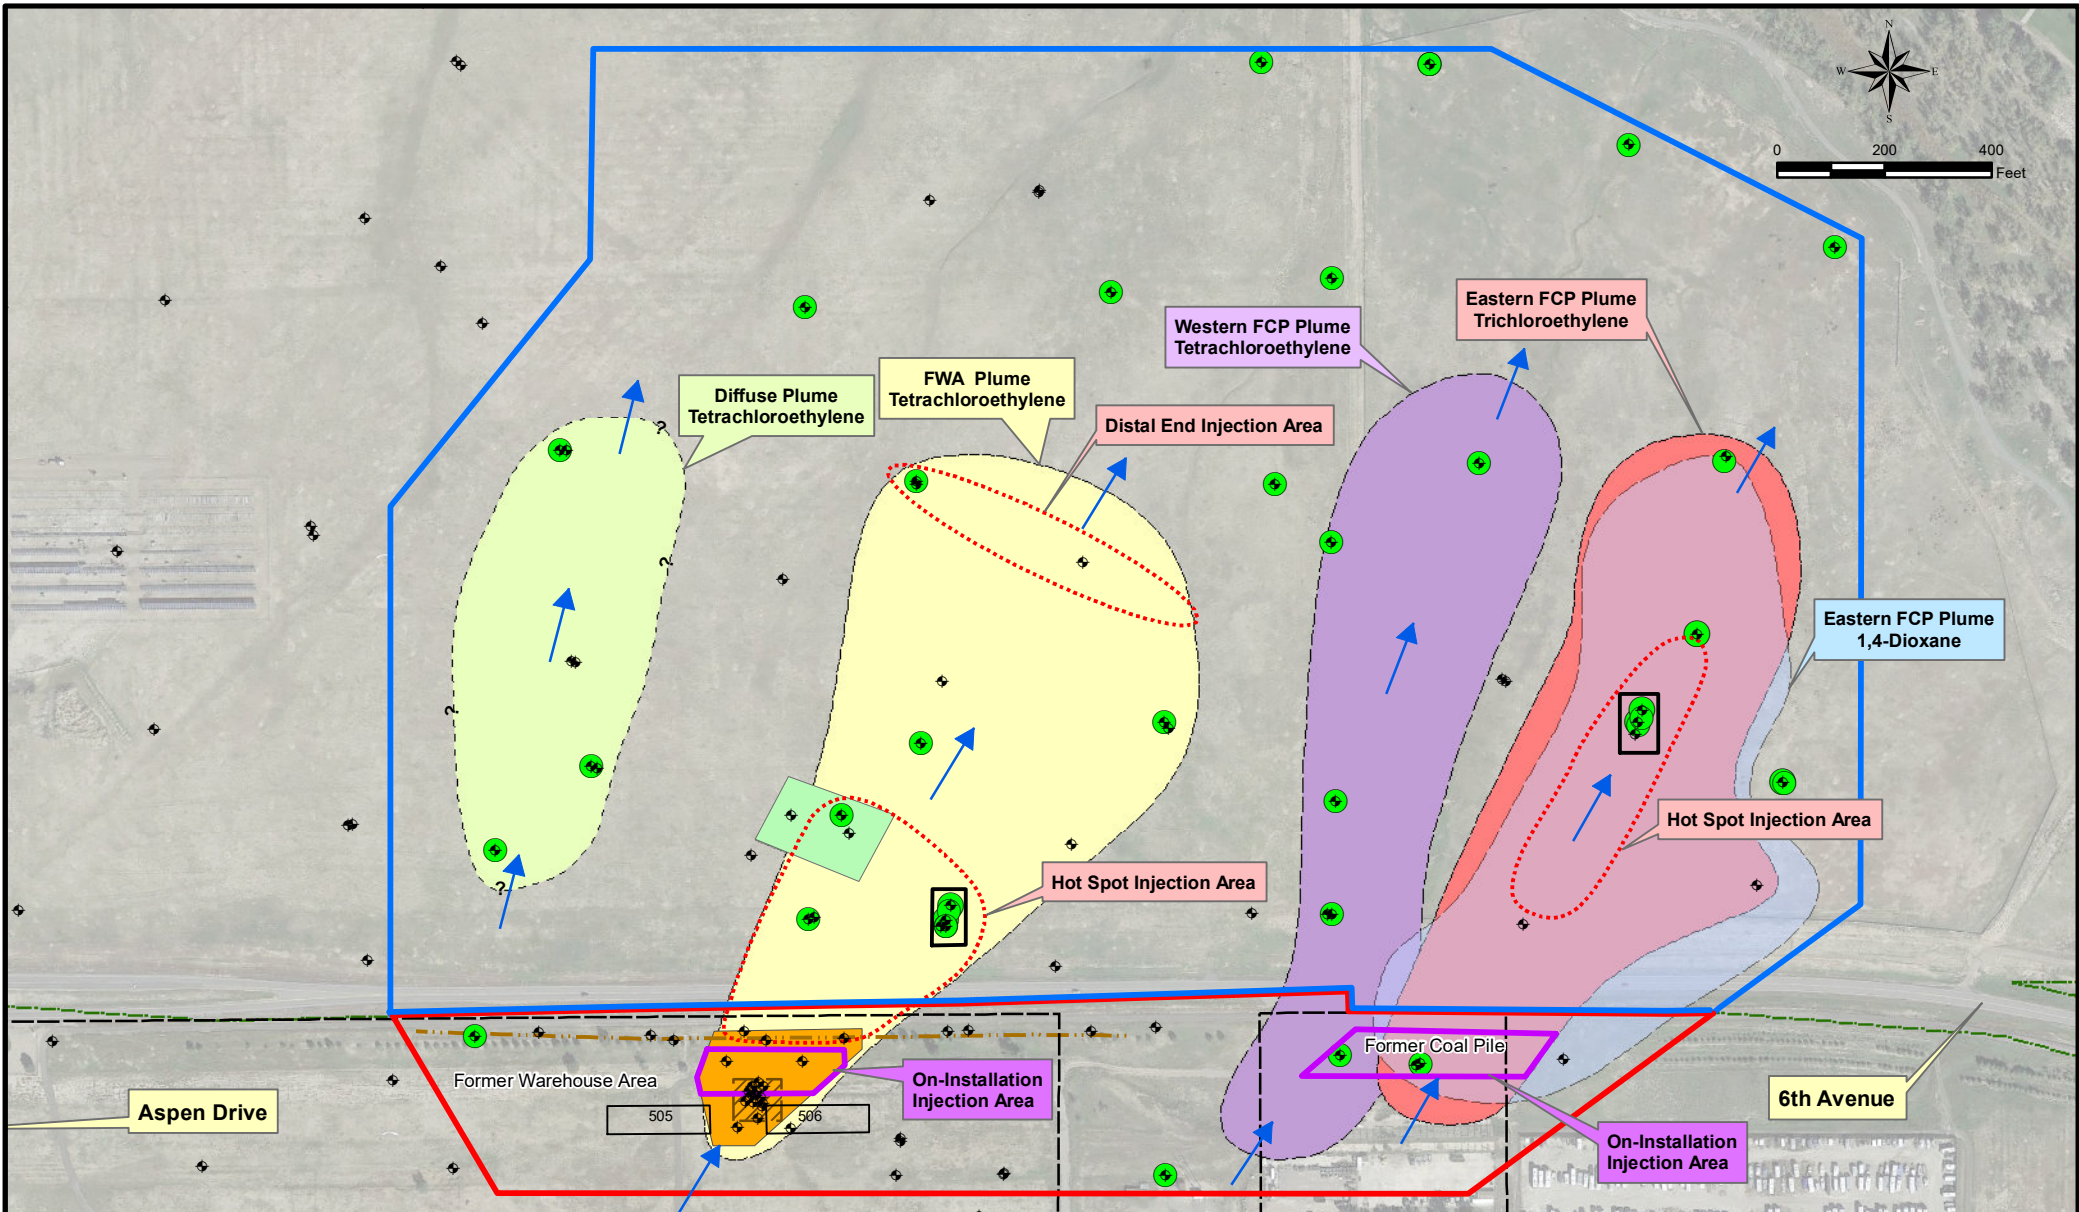 N
W
E
S
0
200
400
Feet
Eastern FCP Plume
Trichloroethylene
Western FCP Plume
Tetrachloroethylene
FWA  Plume
Tetrachloroethylene
Diffuse Plume
Tetrachloroethylene
Distal End Injection Area
?
?
?
?
Eastern FCP Plume
1,4-Dioxane
Hot Spot Injection Area
Hot Spot Injection Area
Former Coal Pile
Former Warehouse Area
On-Installation
Injection Area
Aspen Drive
505
506
6th Avenue
On-Installation
Injection Area